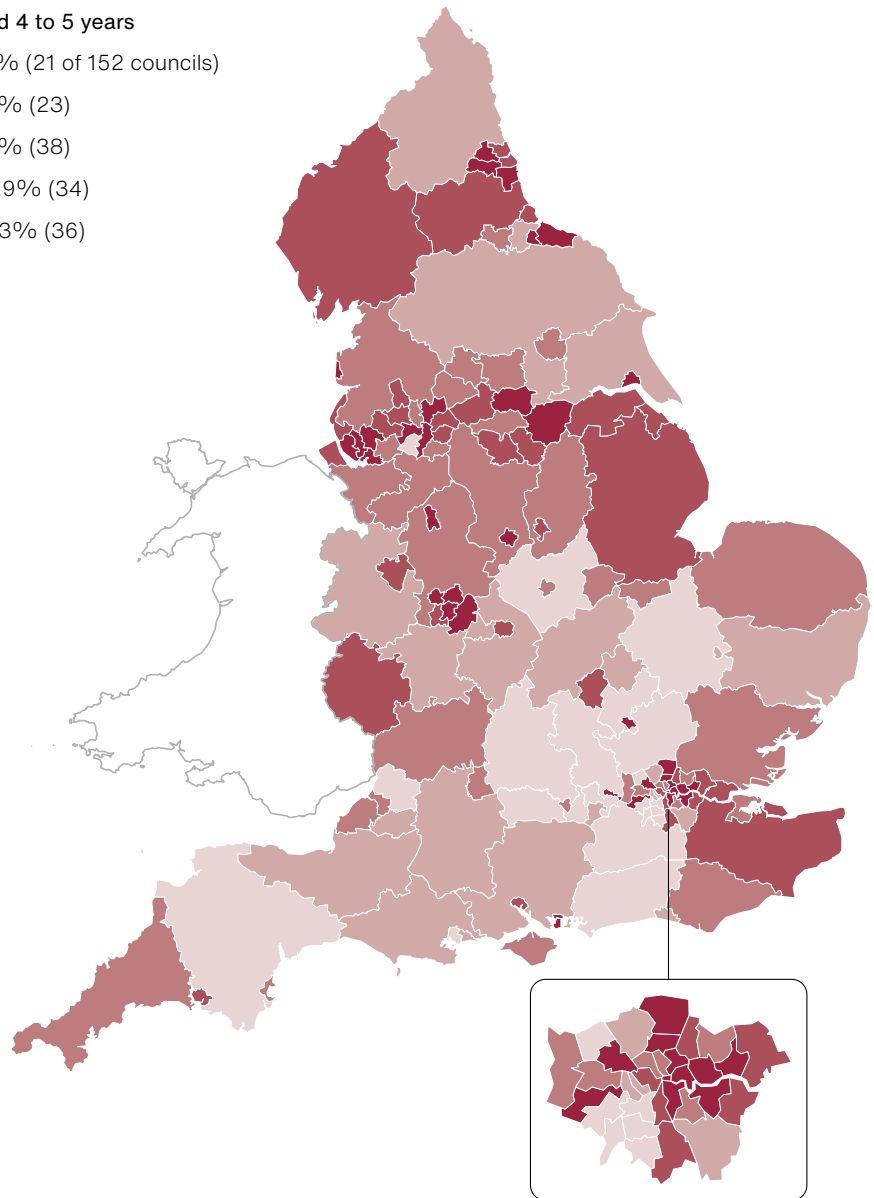 d 4 to 5 years
% (21 of 152 councils)
% (23)
% (38)
.9% (34)
3% (36)